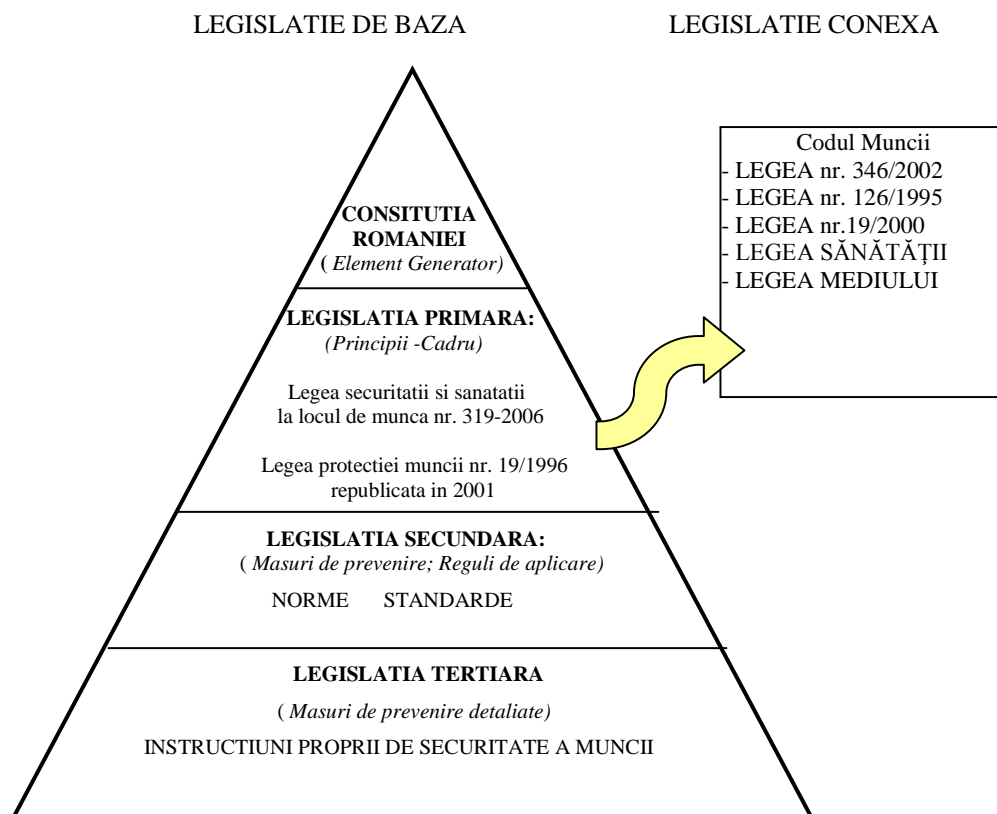 LEGISLATIE DE BAZA
LEGISLATIE CONEXA
CONSITUTIA
ROMANIEI
( Element Generator)
LEGISLATIA PRIMARA:
(Principii -Cadru)
Legea securitatii si sanatatii
la locul de munca nr. 319-2006
Legea protectiei muncii nr. 19/1996
republicata in 2001
LEGISLATIA SECUNDARA:
( Masuri de prevenire; Reguli de aplicare)
NORME STANDARDE
LEGISLATIA TERTIARA
( Masuri de prevenire detaliate)
INSTRUCTIUNI PROPRII DE SECURITATE A MUNCII
Codul Muncii
- LEGEA nr. 346/2002
- LEGEA nr. 126/1995
- LEGEA nr.19/2000
- LEGEA SĂNĂTĂŢII
- LEGEA MEDIULUI